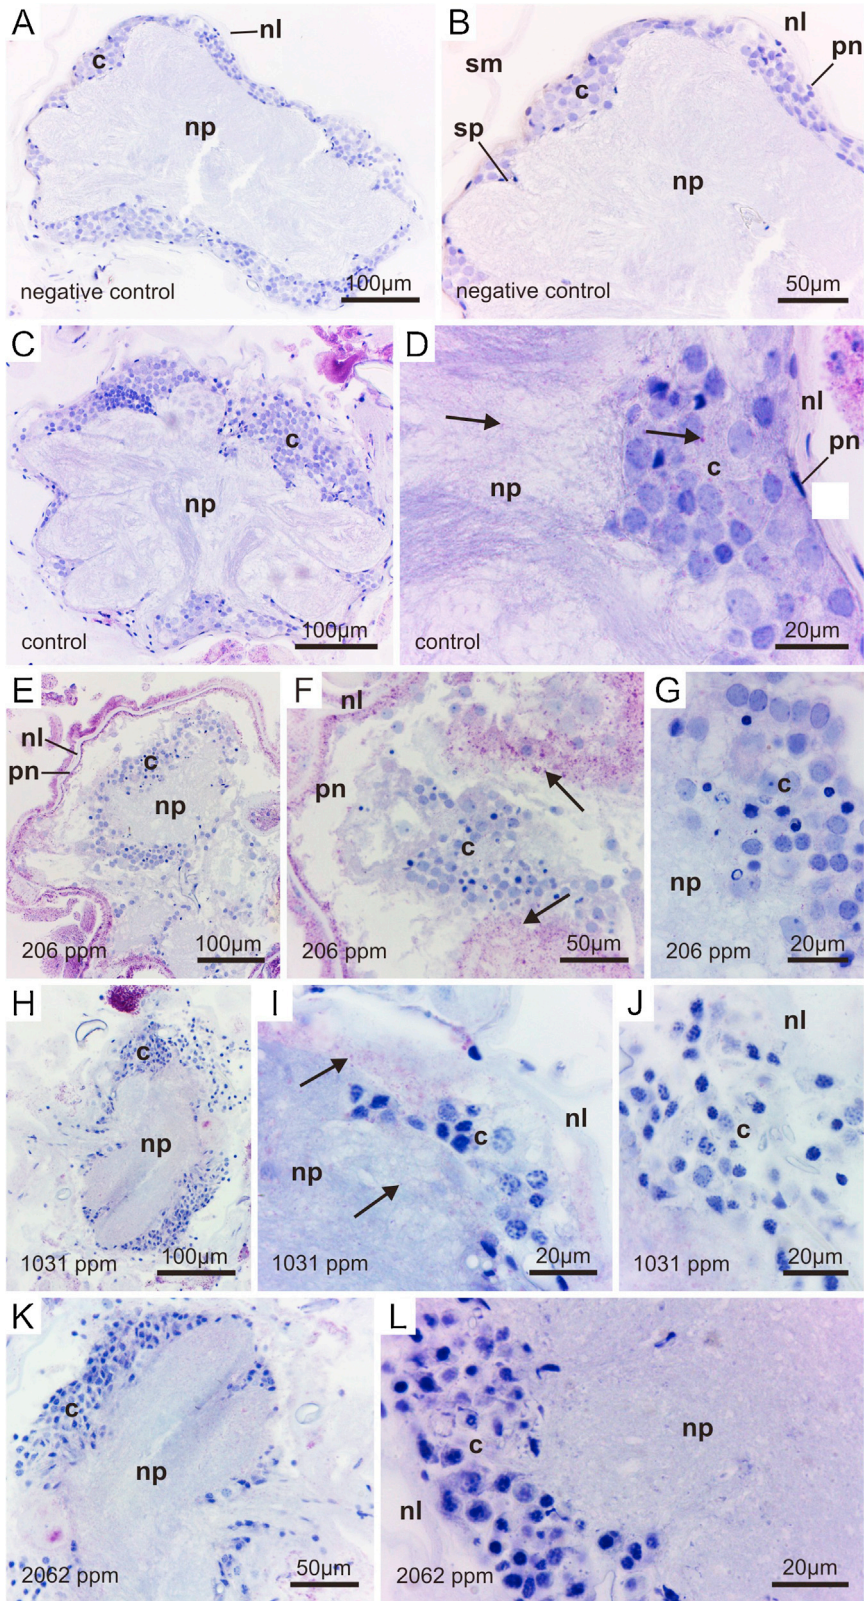 A
nl
c
np
negative control
100µm
B
nl
pn
sm
c
sp
np
negative control
50µm
C
c
np
control
100µm
D
nl
pn
c
np
control
20µm
E
nl
pn
c
np
206 ppm
100µm
F
nl
pn
c
206 ppm
50µm
G
c
np
206 ppm
20µm
H
c
np
1031 ppm
100µm
I
nl
c
np
1031 ppm
20µm
J
nl
c
1031 ppm
20µm
K
c
np
2062 ppm
50µm
L
np
c
nl
2062 ppm
20µm